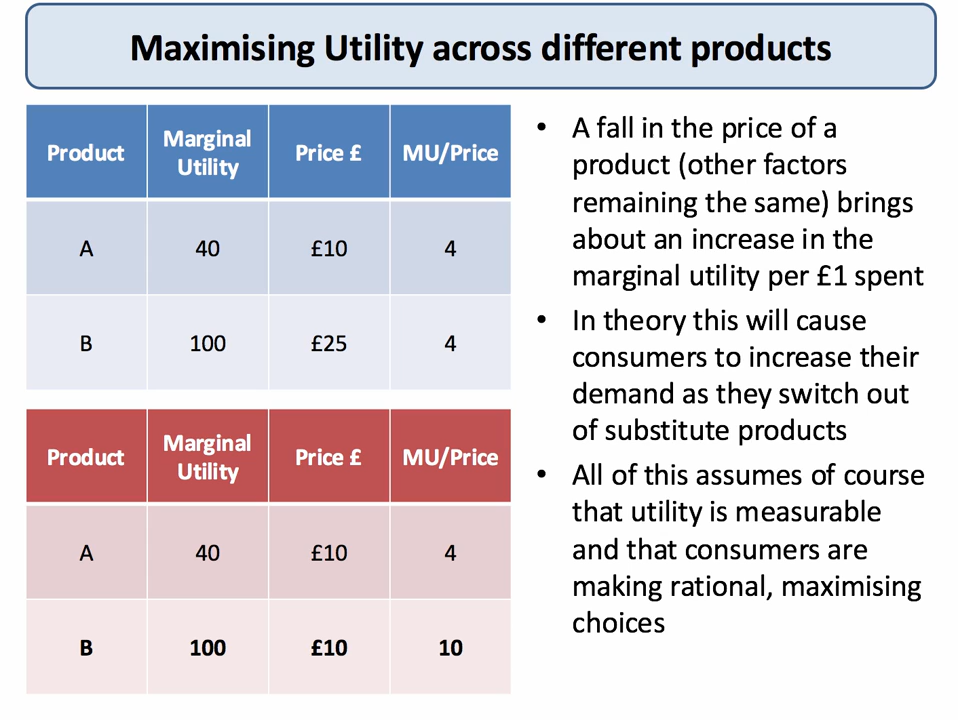 Maximising Utility across different products
Product Marginal Utility Price £ MU/Price
A 40 £10 4
B 100 £25 4
Product Marginal Utility Price £ MU/Price
A 40 £10 4
B 100 £10 10
• A fall in the price of a
product (other factors
remaining the same) brings
about an increase in the
marginal utility per £1 spent
• In theory this will cause
consumers to increase their
demand as they switch out
of substitute products
• All of this assumes of course
that utility is measurable
and that consumers are
making rational, maximising
choices